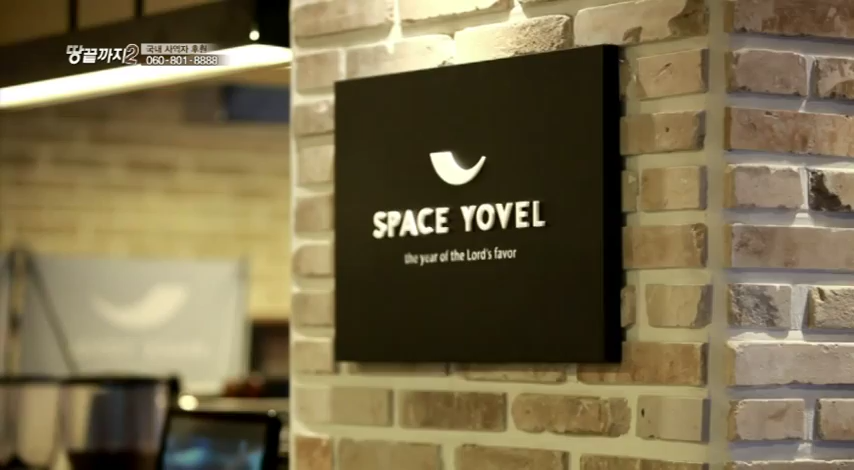 땅끝까지2
국내 사역자 후원
060-801-8888
SPACE YOVEL
the year of the Lord's favor